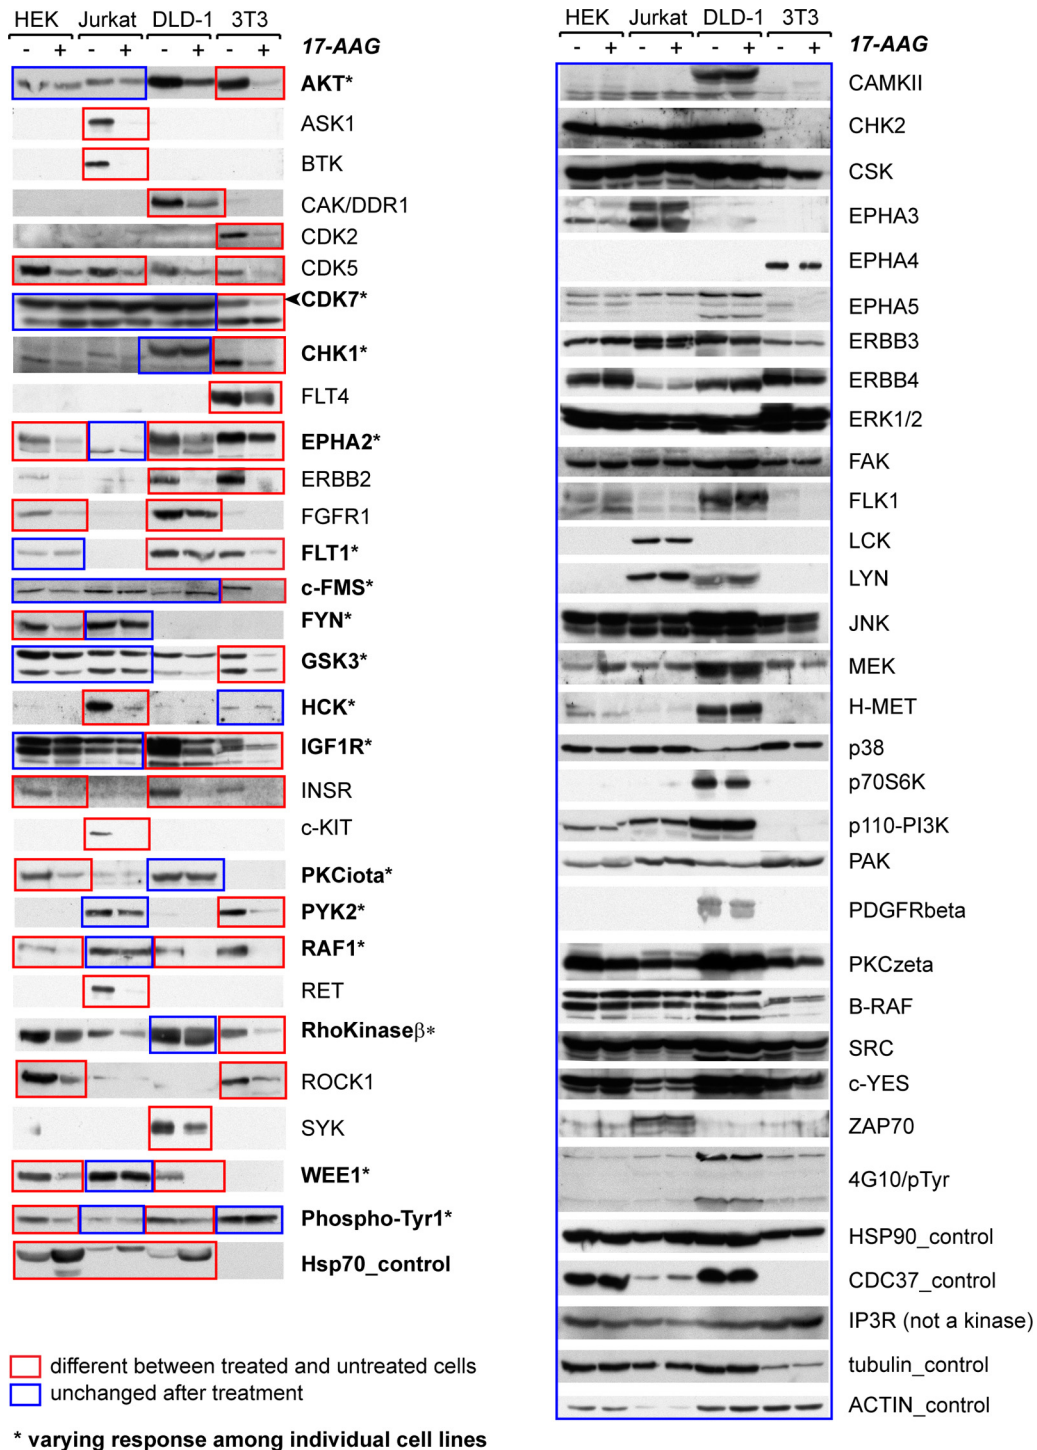 HEK Jurkat DLD-1 3T3
- + - + - + - + 17-AAG
AKT*
ASK1
BTK
CAK/DDR1
CDK2
CDK5
CDK7*
CHK1*
FLT4
EPHA2*
ERBB2
FGFR1
FLT1*
c-FMS*
FYN*
GSK3*
HCK*
IGF1R*
INSR
c-KIT
PKCiota*
PYK2*
RAF1*
RET
RhoKinaseβ*
ROCK1
SYK
WEE1*
Phospho-Tyr1*
Hsp70_control
different between treated and untreated cells
unchanged after treatment
* varying response among individual cell lines
HEK Jurkat DLD-1 3T3
- + - + - + - + 17-AAG
CAMKII
CHK2
CSK
EPHA3
EPHA4
EPHA5
ERBB3
ERBB4
ERK1/2
FAK
FLK1
LCK
LYN
JNK
MEK
H-MET
p38
p70S6K
p110-PI3K
PAK
PDGFRbeta
PKCzeta
B-RAF
SRC
c-YES
ZAP70
4G10/pTyr
HSP90_control
CDC37_control
IP3R (not a kinase)
tubulin_control
ACTIN_control